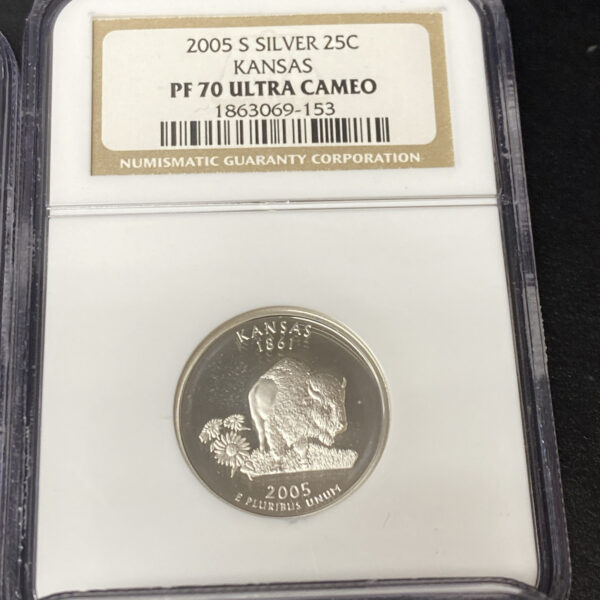 2005 S SILVER 25C
KANSAS
PF 70 ULTRA CAMEO
1863069-153
NUMISMATIC GUARANTY CORPORATION
KANSAS
1861
2005
E PLURIBUS UNUM